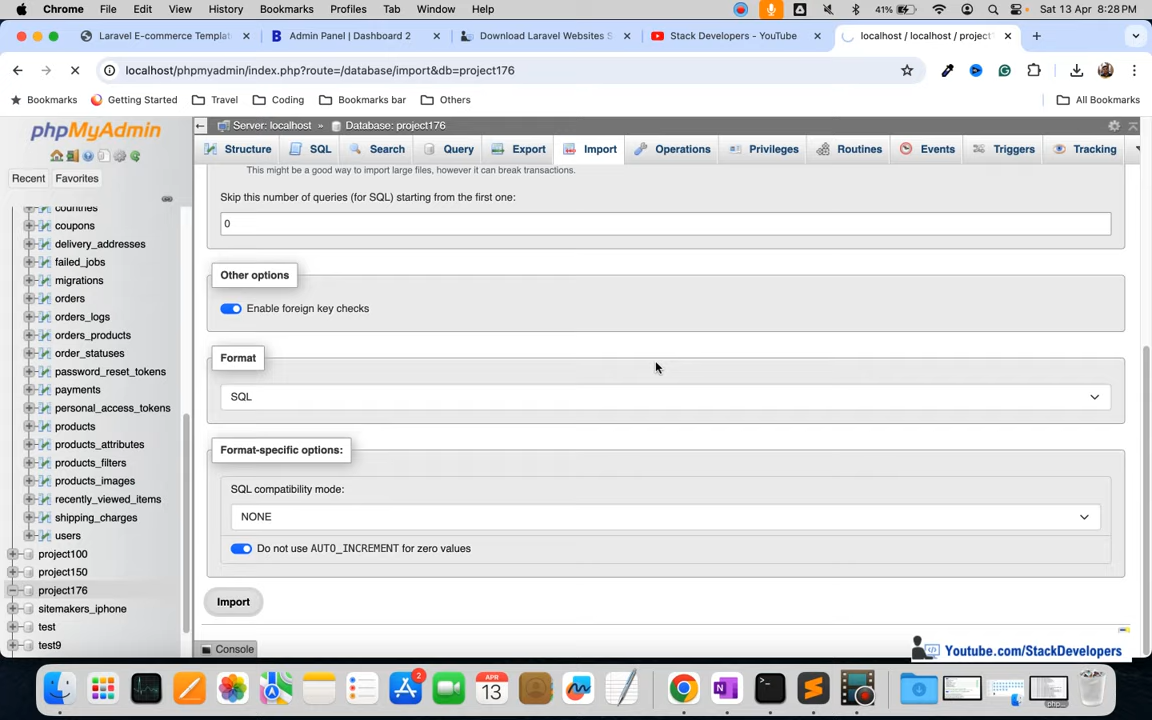 Chrome File Edit View History Bookmarks Profiles Tab Window Help 41% Sat 13 Apr 8:28 PM
Laravel E-commerce Templat Admin Panel | Dashboard 2 Download Laravel Websites S Stack Developers - YouTube localhost / localhost / project1
localhost/phpmyadmin/index.php?route=/database/import&db=project176
Bookmarks Getting Started Travel Coding Bookmarks bar Others All Bookmarks
phpMyAdmin
Server: localhost » Database: project176
Structure SQL Search Query Export Import Operations Privileges Routines Events Triggers Tracking
Recent Favorites
This might be a good way to import large files, however it can break transactions.
Skip this number of queries (for SQL) starting from the first one:
0
Other options
Enable foreign key checks
Format
SQL
Format-specific options:
SQL compatibility mode:
NONE
Do not use AUTO_INCREMENT for zero values
Import
Console
countries
coupons
delivery_addresses
failed_jobs
migrations
orders
orders_logs
orders_products
order_statuses
password_reset_tokens
payments
personal_access_tokens
products
products_attributes
products_filters
products_images
recently_viewed_items
shipping_charges
users
project100
project150
project176
sitemakers_iphone
test
test9
Youtube.com/StackDevelopers
2
APR
13
php